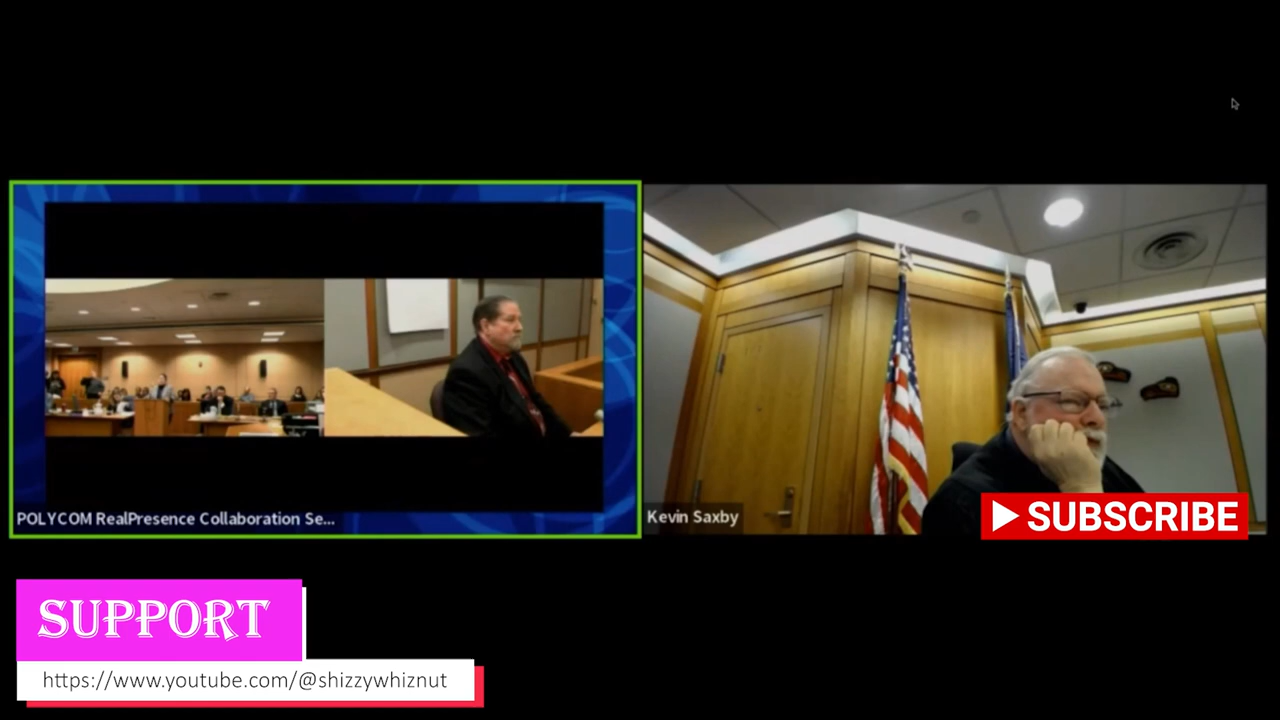 POLYCOM RealPresence Collaboration Se...
Kevin Saxby
SUBSCRIBE
SUPPORT
https://www.youtube.com/@shizzywhiznut